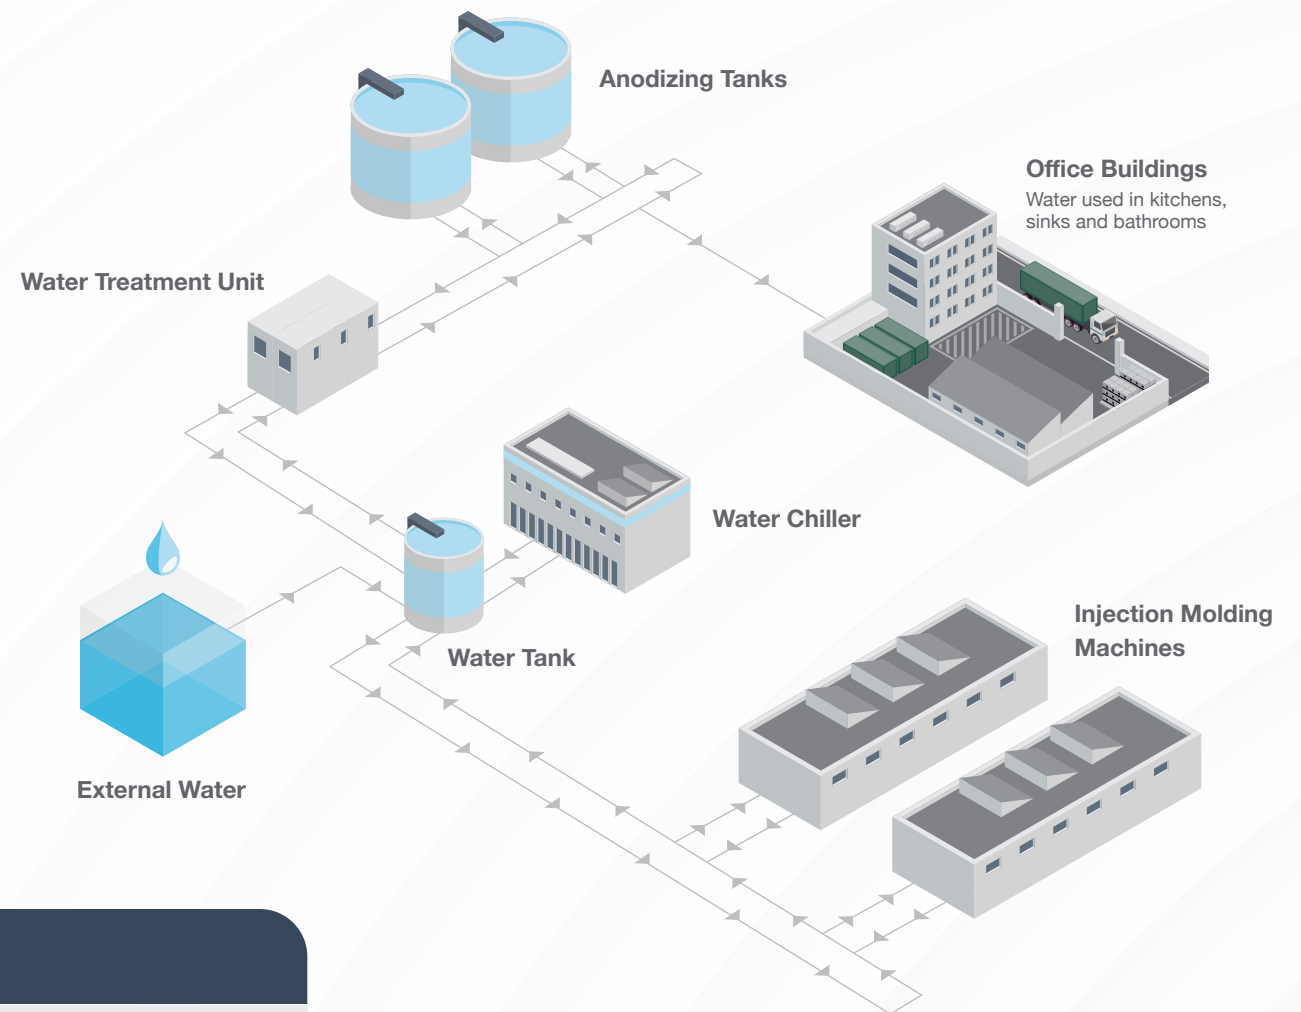 Anodizing Tanks
Office Buildings
Water used in kitchens,
sinks and bathrooms
Water Treatment Unit
Water Chiller
Injection Molding
Machines
Water Tank
External Water